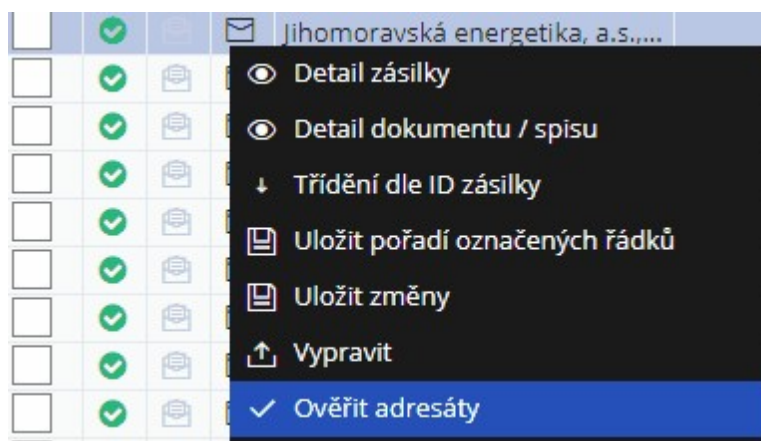 Jihomoravská energetika, a.s.,...
Detail zásilky
Detail dokumentu / spisu
Třídění dle ID zásilky
Uložit pořadí označených řádků
Uložit změny
Vypravit
Ověřit adresáty